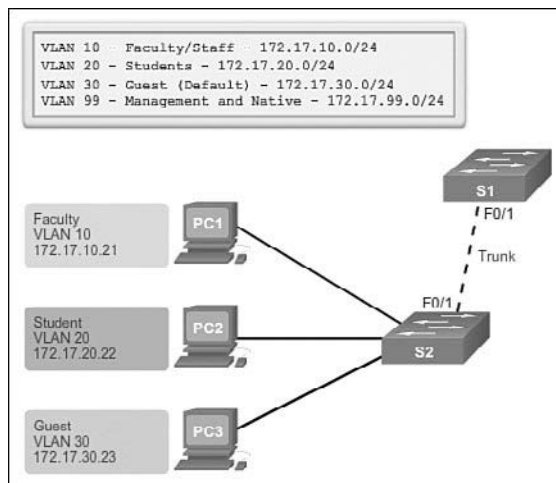 VLAN 10 - Faculty/Staff - 172.17.10.0/24
VLAN 20 - Students - 172.17.20.0/24
VLAN 30 - Guest (Default) - 172.17.30.0/24
VLAN 99 - Management and Native - 172.17.99.0/24
S1
F0/1
Trunk
F0/1
S2
Faculty
VLAN 10
172.17.10.21
PC1
Student
VLAN 20
172.17.20.22
PC2
Guest
VLAN 30
172.17.30.23
PC3